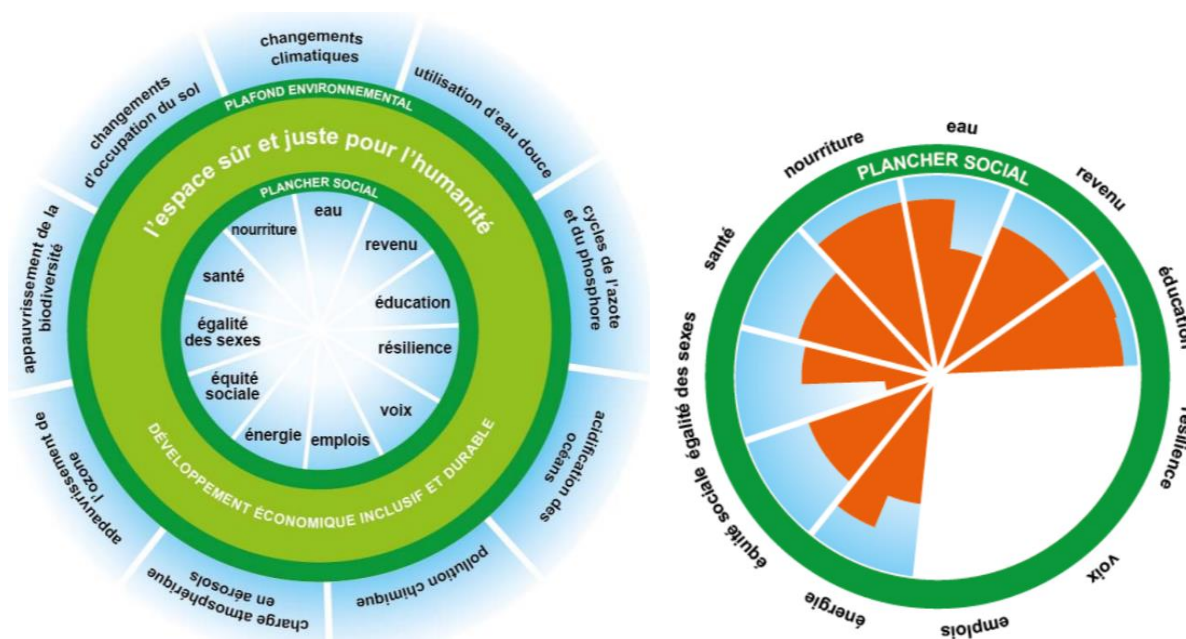 changements
climatiques
utilisation d'eau douce
cycles de l'azote
et du phosphore
acidification des
océans
pollution chimique
charge atmosphérique
en aérosols
appauvrissement de
l'ozone
appauvrissement de la
biodiversité
changements
d'occupation du sol
PLAFOND ENVIRONNEMENTAL
l'espace sûr et juste pour l'humanité
PLANCHER SOCIAL
eau
revenu
éducation
résilience
voix
emplois
énergie
équité
sociale
égalité
des sexes
santé
nourriture
DÉVELOPPEMENT ÉCONOMIQUE INCLUSIF ET DURABLE
PLANCHER SOCIAL
eau
revenu
éducation
résilience
voix
emplois
énergie
équité sociale
égalité des sexes
santé
nourriture